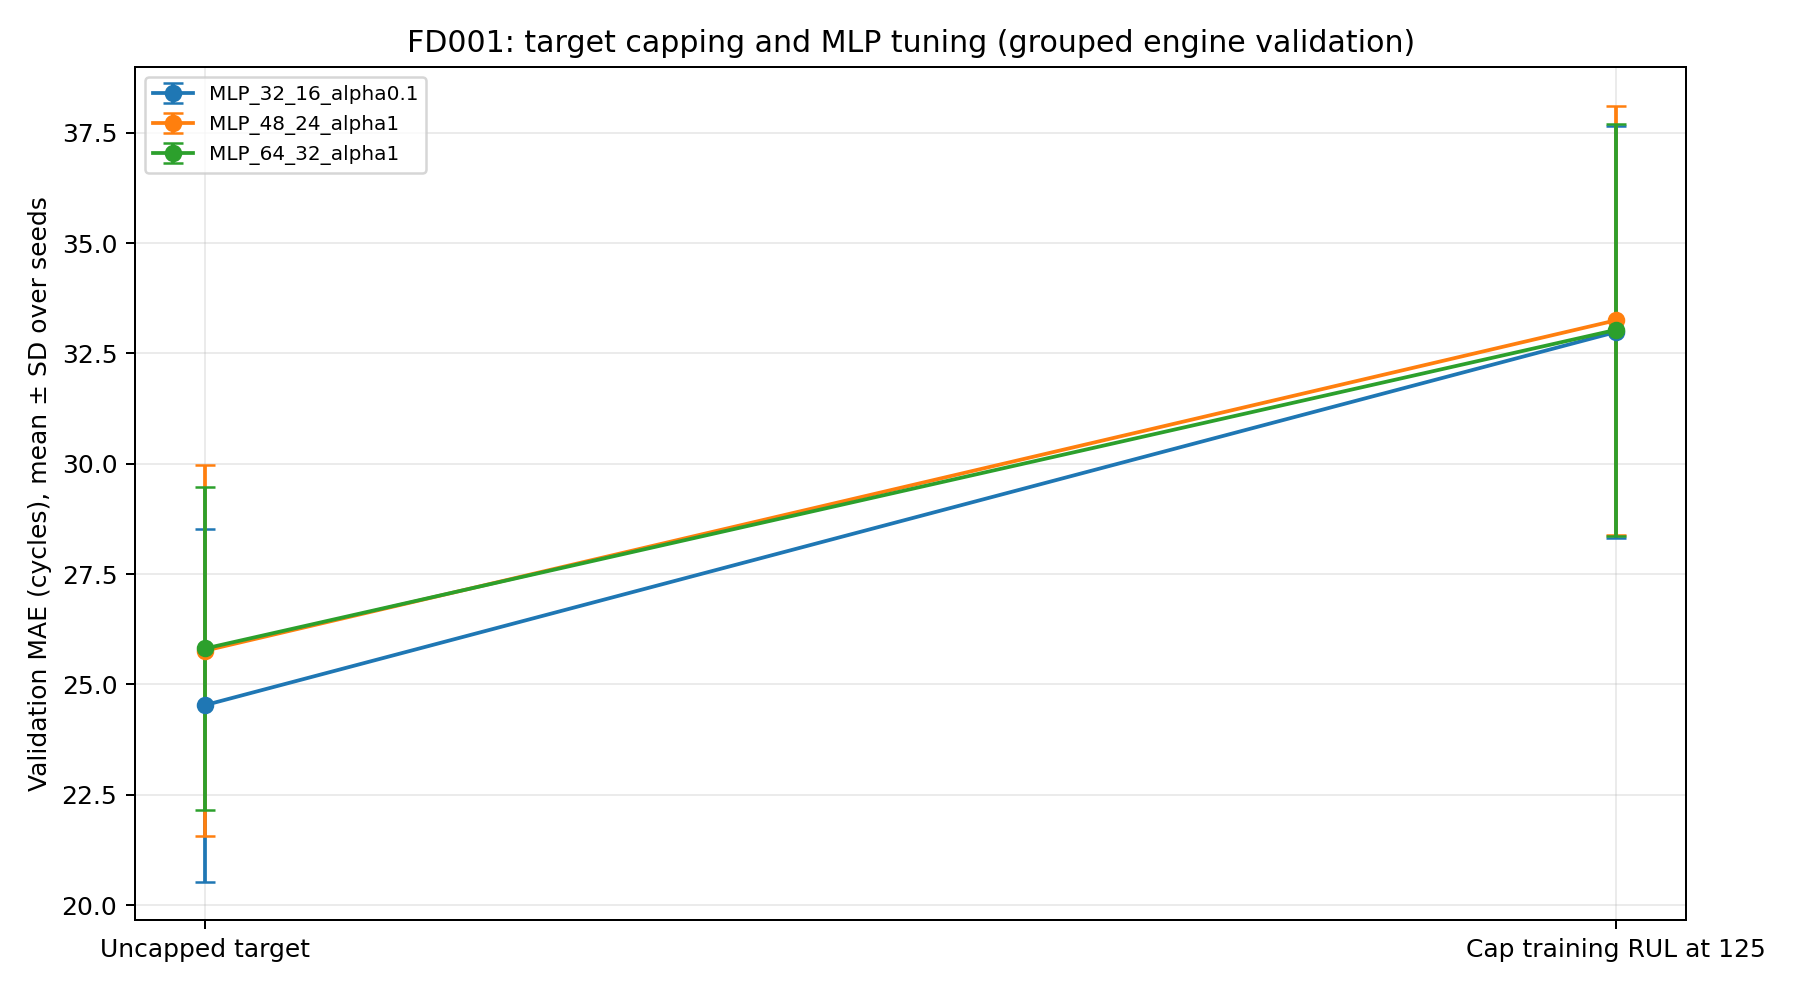 FD001: target capping and MLP tuning (grouped engine validation)
MLP_32_16_alpha0.1
MLP_48_24_alpha1
MLP_64_32_alpha1
Validation MAE (cycles), mean ± SD over seeds
37.5
35.0
32.5
30.0
27.5
25.0
22.5
20.0
Uncapped target
Cap training RUL at 125